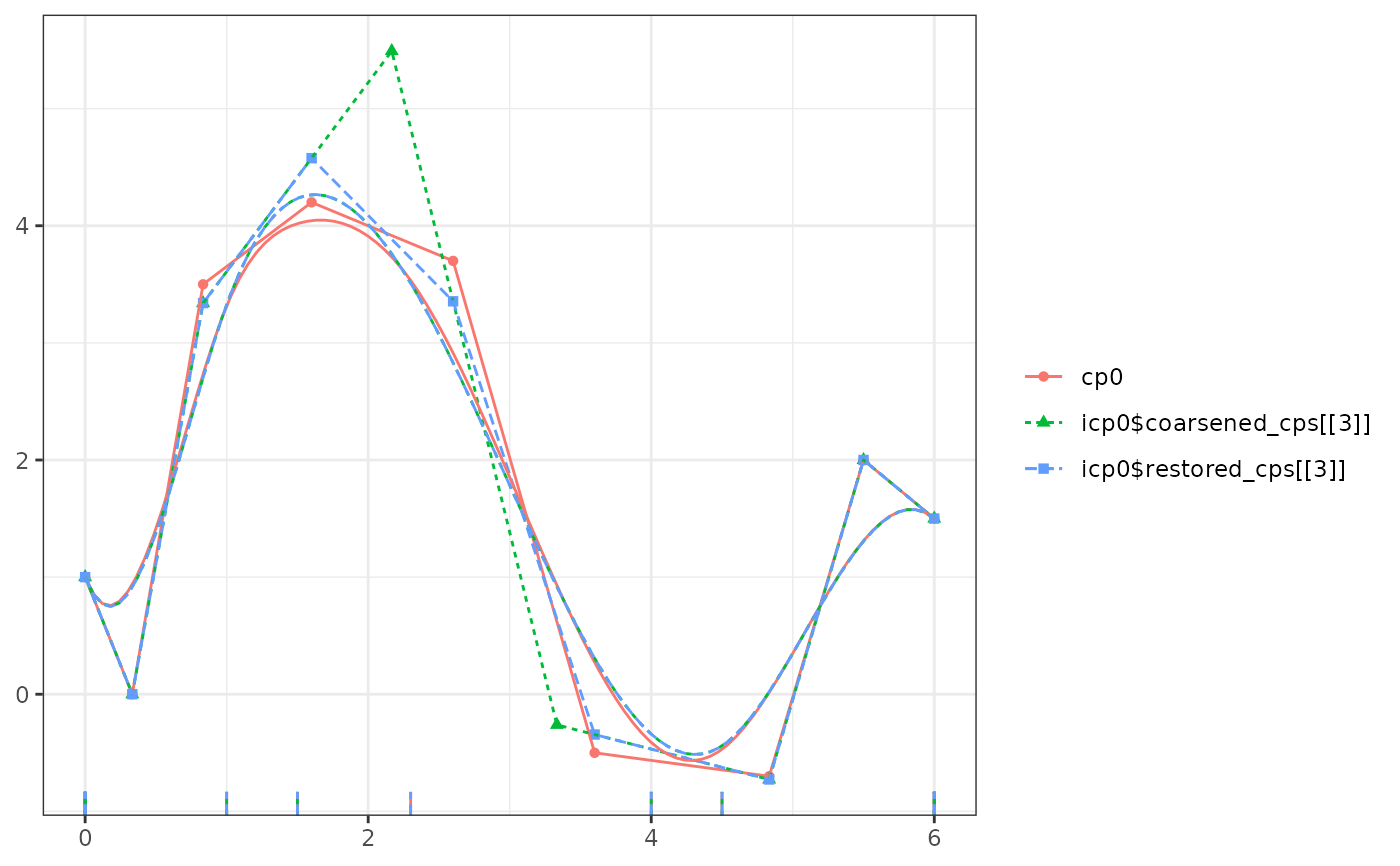 4
2
0
0 2 4 6
cp0
icp0$coarsened_cps[[3]]
icp0$restored_cps[[3]]